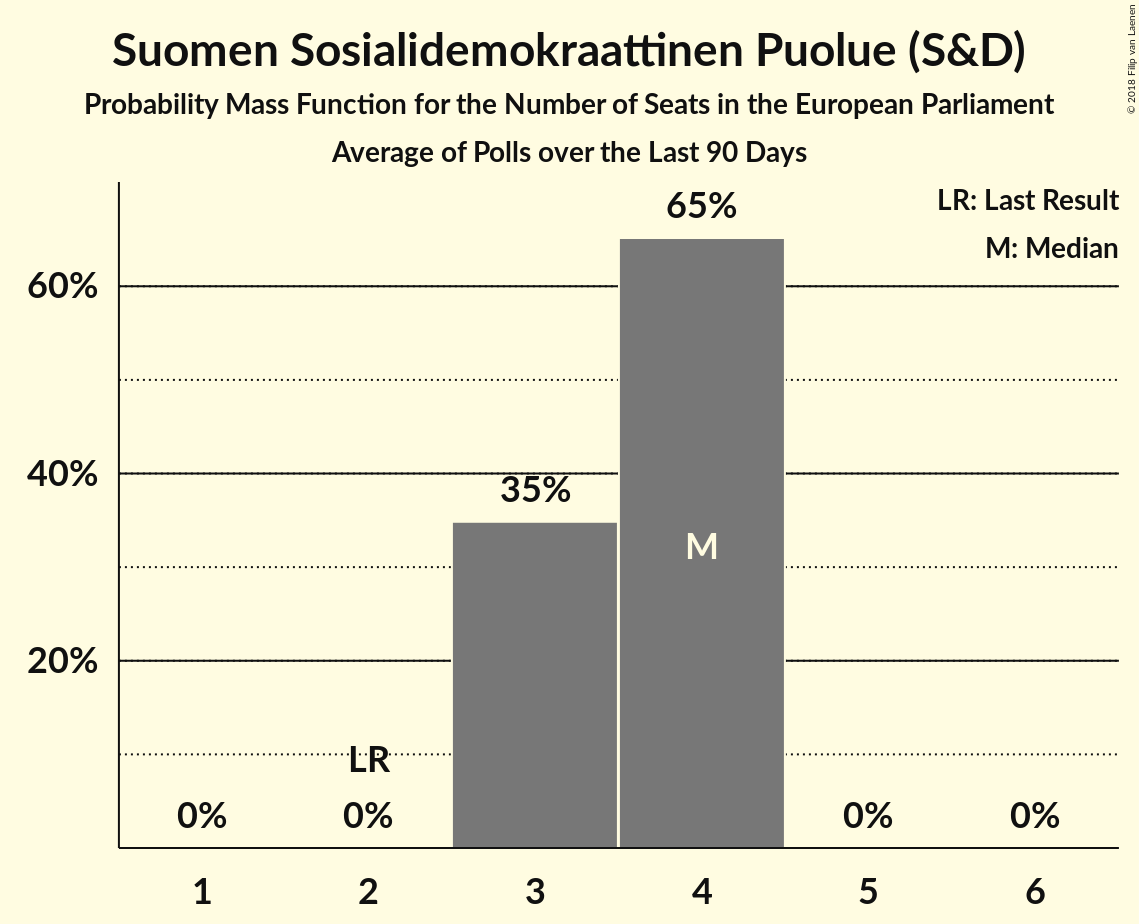 Suomen Sosialidemokraattinen Puolue (S&D)
Probability Mass Function for the Number of Seats in the European Parliament
Average of Polls over the Last 90 Days
© 2018 Filip van Laenen
LR: Last Result
M: Median
65%
60%
40%
35%
M
20%
LR
0%
0%
0%
0%
1
2
3
4
5
6